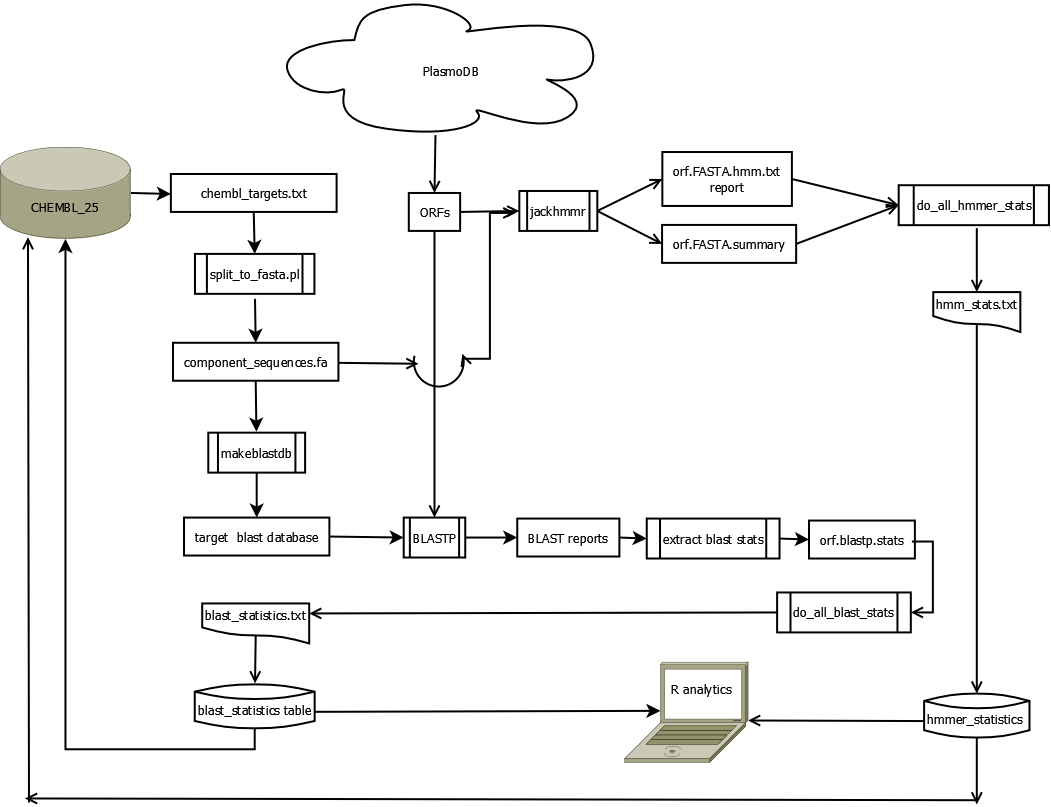 PlasmoDB
CHEMBL_25
chembl_targets.txt
ORFs
jackhmmr
orf.FASTA.hmm.txt
report
orf.FASTA.summary
do_all_hmmer_stats
split_to_fasta.pl
hmm_stats.txt
component_sequences.fa
makeblastdb
target blast database
BLASTP
BLAST reports
extract blast stats
orf.blastp.stats
blast_statistics.txt
do_all_blast_stats
blast_statistics table
R analytics
hmmer_statistics